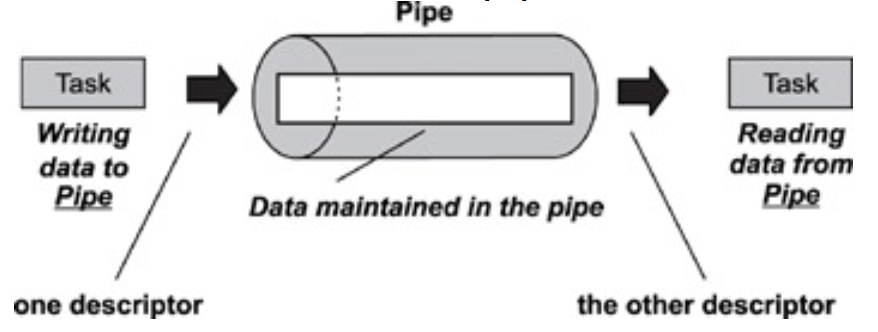 Pipe
Task
Task
Writing
data to
Pipe
Reading
data from
Pipe
Data maintained in the pipe
one descriptor
the other descriptor